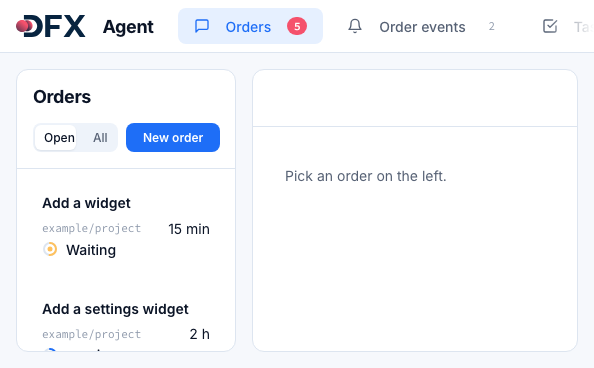 DFX Agent Orders 5 Order events 2
Orders
Open All New order
Pick an order on the left.
Add a widget
example/project 15 min
Waiting
Add a settings widget
example/project 2 h